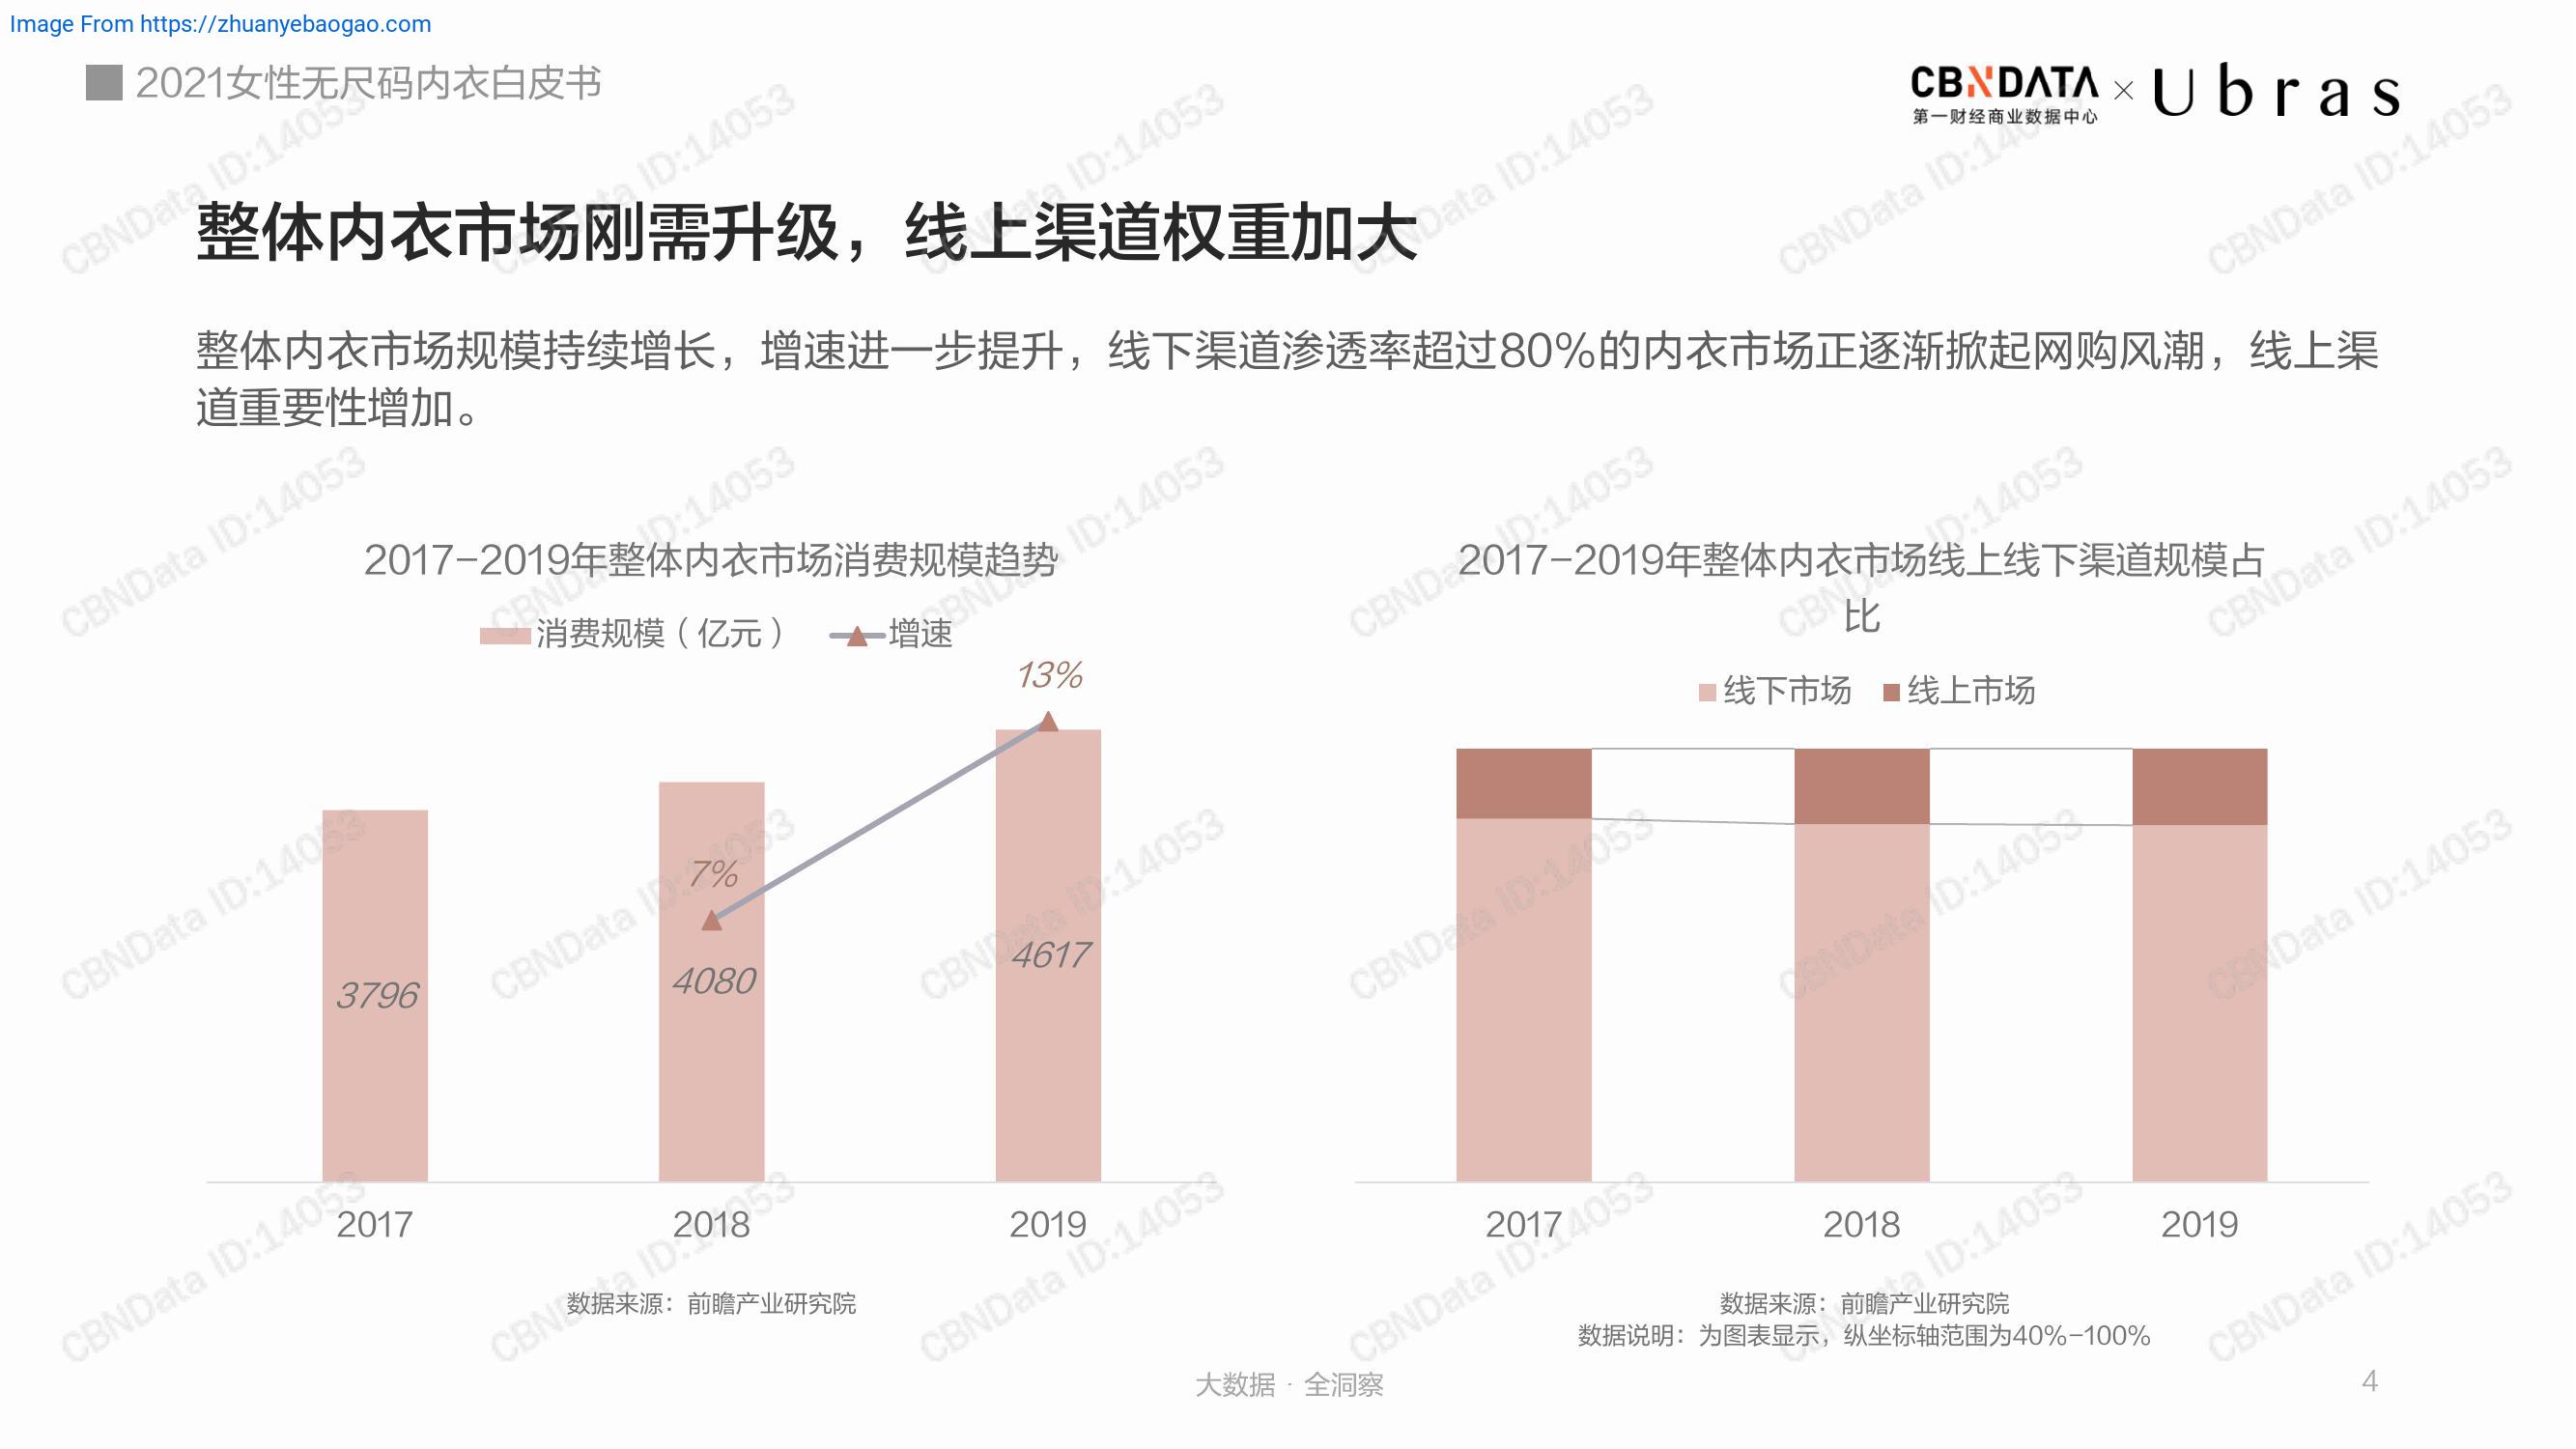 Image From https://zhuanyebaogao.com
2021女性无尺码内衣白皮书
CBNDATA × Ubras
第一财经商业数据中心
整体内衣市场刚需升级，线上渠道权重加大
整体内衣市场规模持续增长，增速进一步提升，线下渠道渗透率超过80%的内衣市场正逐渐掀起网购风潮，线上渠
道重要性增加。
2017-2019年整体内衣市场消费规模趋势
消费规模（亿元） 增速
13%
7%
3796
4080
4617
2017 2018 2019
数据来源：前瞻产业研究院
2017-2019年整体内衣市场线上线下渠道规模占
比
线下市场 线上市场
2017 2018 2019
数据来源：前瞻产业研究院
数据说明：为图表显示，纵坐标轴范围为40%-100%
大数据 · 全洞察
4
CBNData ID:14053